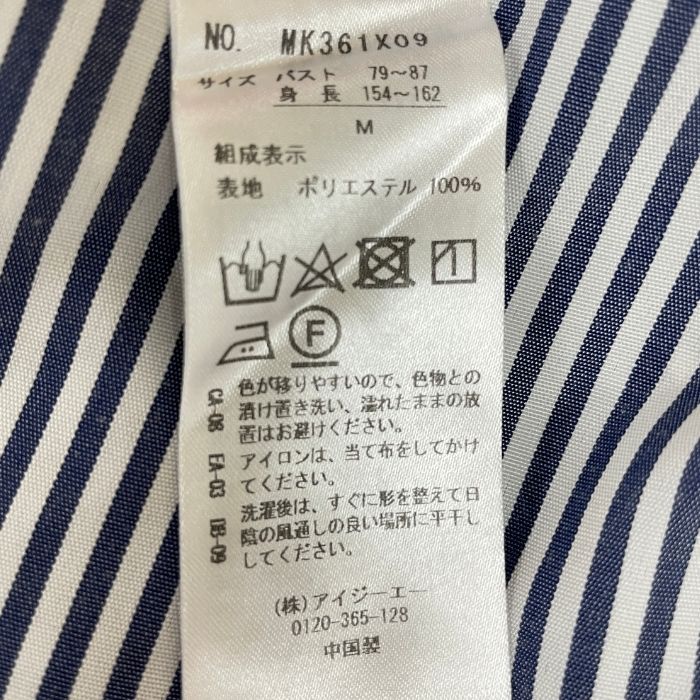 NO. MK361X09
サイズ バスト 79～87
身長 154～162
M
組成表示
表地 ポリエステル 100%
F
CA-08 色が移りやすいので、色物との
漬け置き洗い、濡れたままの放
置はお避けください。
EA-03 アイロンは、当て布をしてかけ
てください。
洗濯後は、すぐに形を整えて日
陰の風通しの良い場所に平干し
してください。
(株)アイジーエー
0120-365-128
中国製